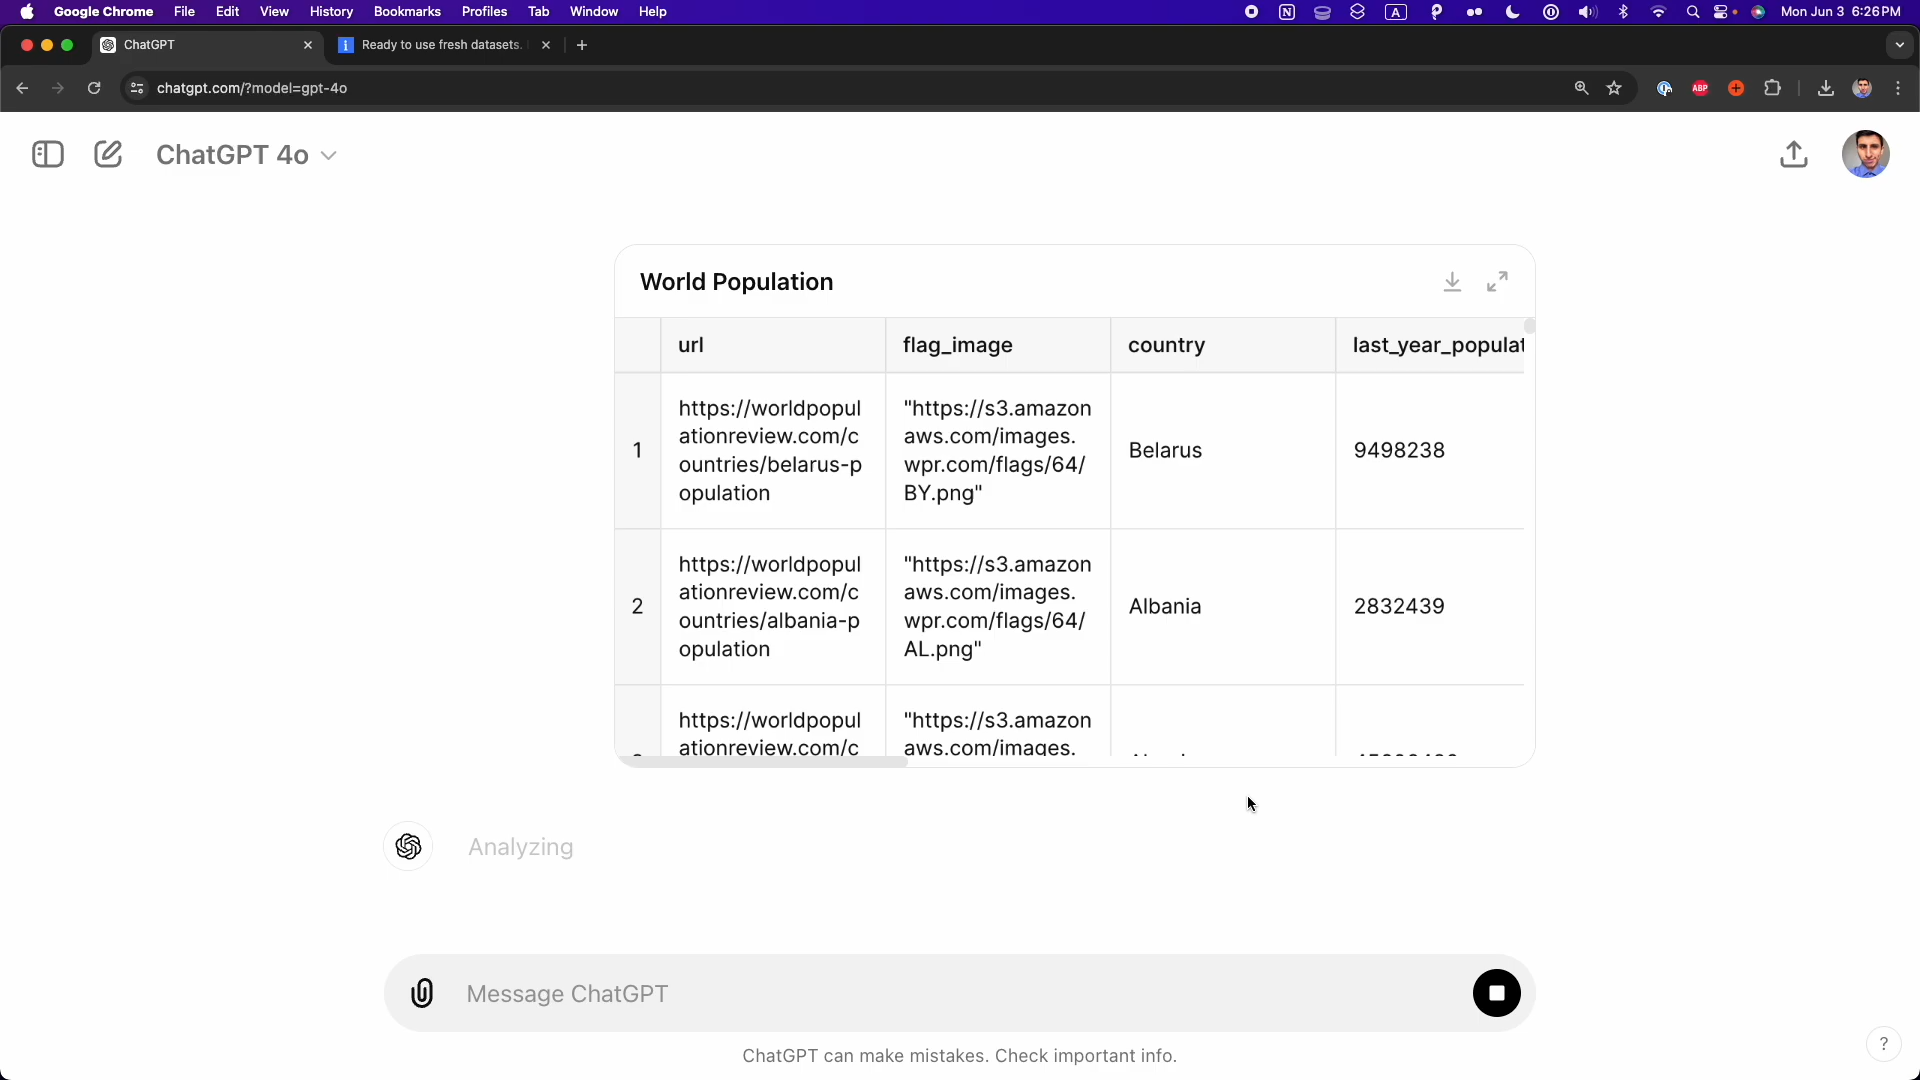 Google Chrome File Edit View History Bookmarks Profiles Tab Window Help A Mon Jun 3 6:26 PM
ChatGPT Ready to use fresh datasets.
chatgpt.com/?model=gpt-4o ABP
ChatGPT 4o
World Population
url flag_image country last_year_populat
1 https://worldpopul
ationreview.com/c
ountries/belarus-p
opulation "https://s3.amazon
aws.com/images.
wpr.com/flags/64/
BY.png" Belarus 9498238
2 https://worldpopul
ationreview.com/c
ountries/albania-p
opulation "https://s3.amazon
aws.com/images.
wpr.com/flags/64/
AL.png" Albania 2832439
https://worldpopul
ationreview.com/c "https://s3.amazon
aws.com/images.
Analyzing
Message ChatGPT
ChatGPT can make mistakes. Check important info.
?